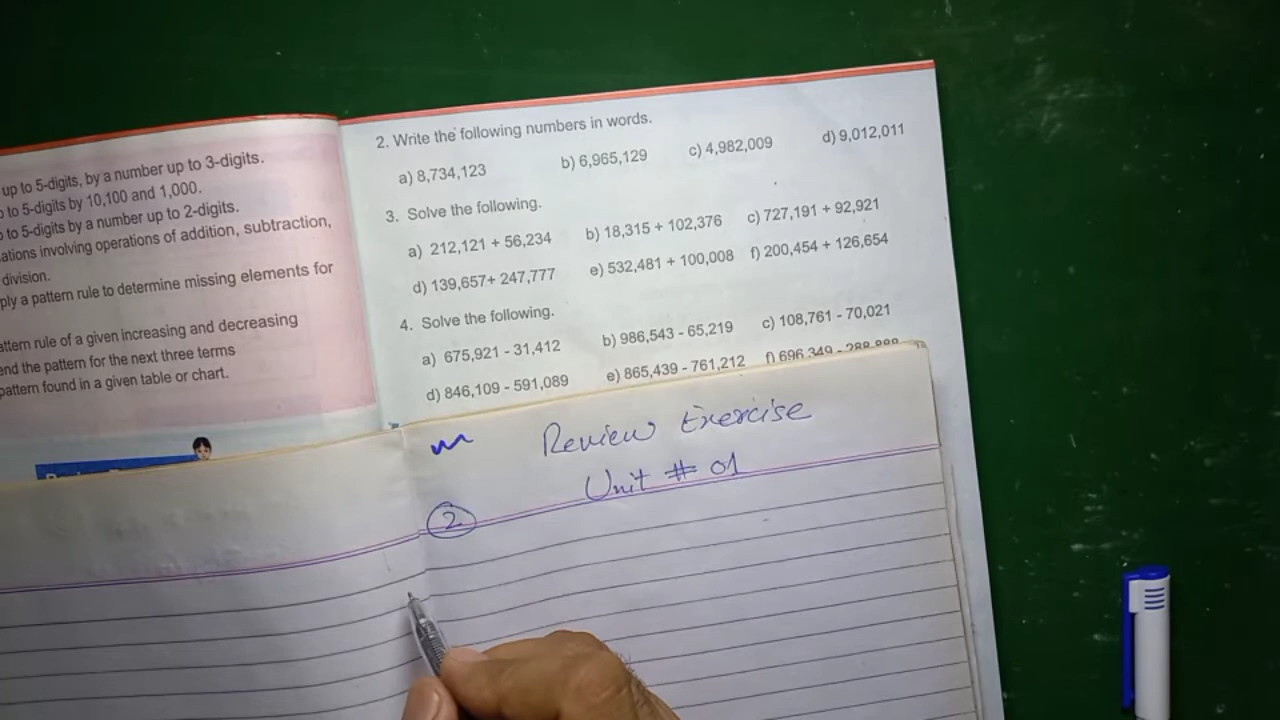 up to 5-digits, by a number up to 3-digits.
to 5-digits by 10,100 and 1,000.
to 5-digits by a number up to 2-digits.
ations involving operations of addition, subtraction,
division.
ply a pattern rule to determine missing elements for
attern rule of a given increasing and decreasing
end the pattern for the next three terms
pattern found in a given table or chart.
2. Write the following numbers in words.
a) 8,734,123 b) 6,965,129 c) 4,982,009 d) 9,012,011
3. Solve the following.
a) 212,121 + 56,234 b) 18,315 + 102,376 c) 727,191 + 92,921
d) 139,657+ 247,777 e) 532,481 + 100,008 f) 200,454 + 126,654
4. Solve the following.
a) 675,921 - 31,412 b) 986,543 - 65,219 c) 108,761 - 70,021
d) 846,109 - 591,089 e) 865,439 - 761,212 f) 696,349 - 288,888
Review Exercise
Unit # 01
2